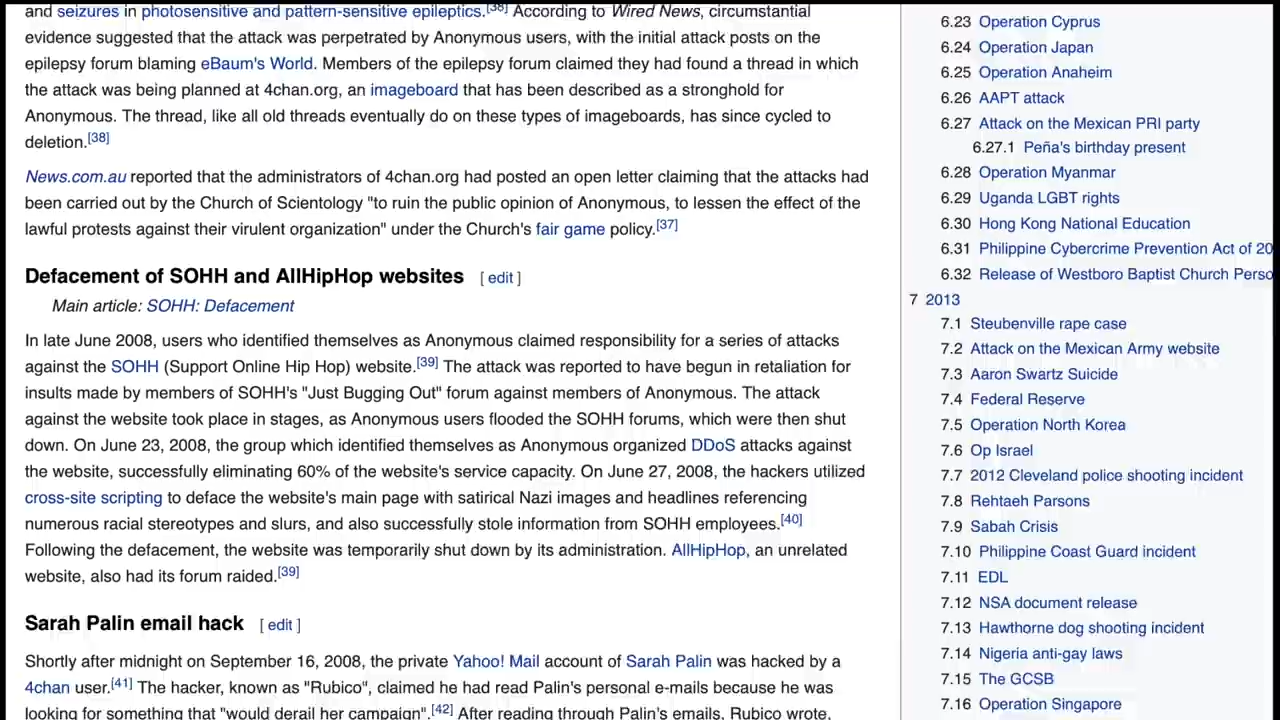 and seizures in photosensitive and pattern-sensitive epileptics.[38] According to Wired News, circumstantial
evidence suggested that the attack was perpetrated by Anonymous users, with the initial attack posts on the
epilepsy forum blaming eBaum's World. Members of the epilepsy forum claimed they had found a thread in which
the attack was being planned at 4chan.org, an imageboard that has been described as a stronghold for
Anonymous. The thread, like all old threads eventually do on these types of imageboards, has since cycled to
deletion.[38]
News.com.au reported that the administrators of 4chan.org had posted an open letter claiming that the attacks had
been carried out by the Church of Scientology "to ruin the public opinion of Anonymous, to lessen the effect of the
lawful protests against their virulent organization" under the Church's fair game policy.[37]
Defacement of SOHH and AllHipHop websites [ edit ]
Main article: SOHH: Defacement
In late June 2008, users who identified themselves as Anonymous claimed responsibility for a series of attacks
against the SOHH (Support Online Hip Hop) website.[39] The attack was reported to have begun in retaliation for
insults made by members of SOHH's "Just Bugging Out" forum against members of Anonymous. The attack
against the website took place in stages, as Anonymous users flooded the SOHH forums, which were then shut
down. On June 23, 2008, the group which identified themselves as Anonymous organized DDoS attacks against
the website, successfully eliminating 60% of the website's service capacity. On June 27, 2008, the hackers utilized
cross-site scripting to deface the website's main page with satirical Nazi images and headlines referencing
numerous racial stereotypes and slurs, and also successfully stole information from SOHH employees.[40]
Following the defacement, the website was temporarily shut down by its administration. AllHipHop, an unrelated
website, also had its forum raided.[39]
Sarah Palin email hack [ edit ]
Shortly after midnight on September 16, 2008, the private Yahoo! Mail account of Sarah Palin was hacked by a
4chan user.[41] The hacker, known as "Rubico", claimed he had read Palin's personal e-mails because he was
looking for something that "would derail her campaign".[42] After reading through Palin's emails, Rubico wrote,
6.23 Operation Cyprus
6.24 Operation Japan
6.25 Operation Anaheim
6.26 AAPT attack
6.27 Attack on the Mexican PRI party
6.27.1 Peña's birthday present
6.28 Operation Myanmar
6.29 Uganda LGBT rights
6.30 Hong Kong National Education
6.31 Philippine Cybercrime Prevention Act of 20
6.32 Release of Westboro Baptist Church Perso
7 2013
7.1 Steubenville rape case
7.2 Attack on the Mexican Army website
7.3 Aaron Swartz Suicide
7.4 Federal Reserve
7.5 Operation North Korea
7.6 Op Israel
7.7 2012 Cleveland police shooting incident
7.8 Rehtaeh Parsons
7.9 Sabah Crisis
7.10 Philippine Coast Guard incident
7.11 EDL
7.12 NSA document release
7.13 Hawthorne dog shooting incident
7.14 Nigeria anti-gay laws
7.15 The GCSB
7.16 Operation Singapore